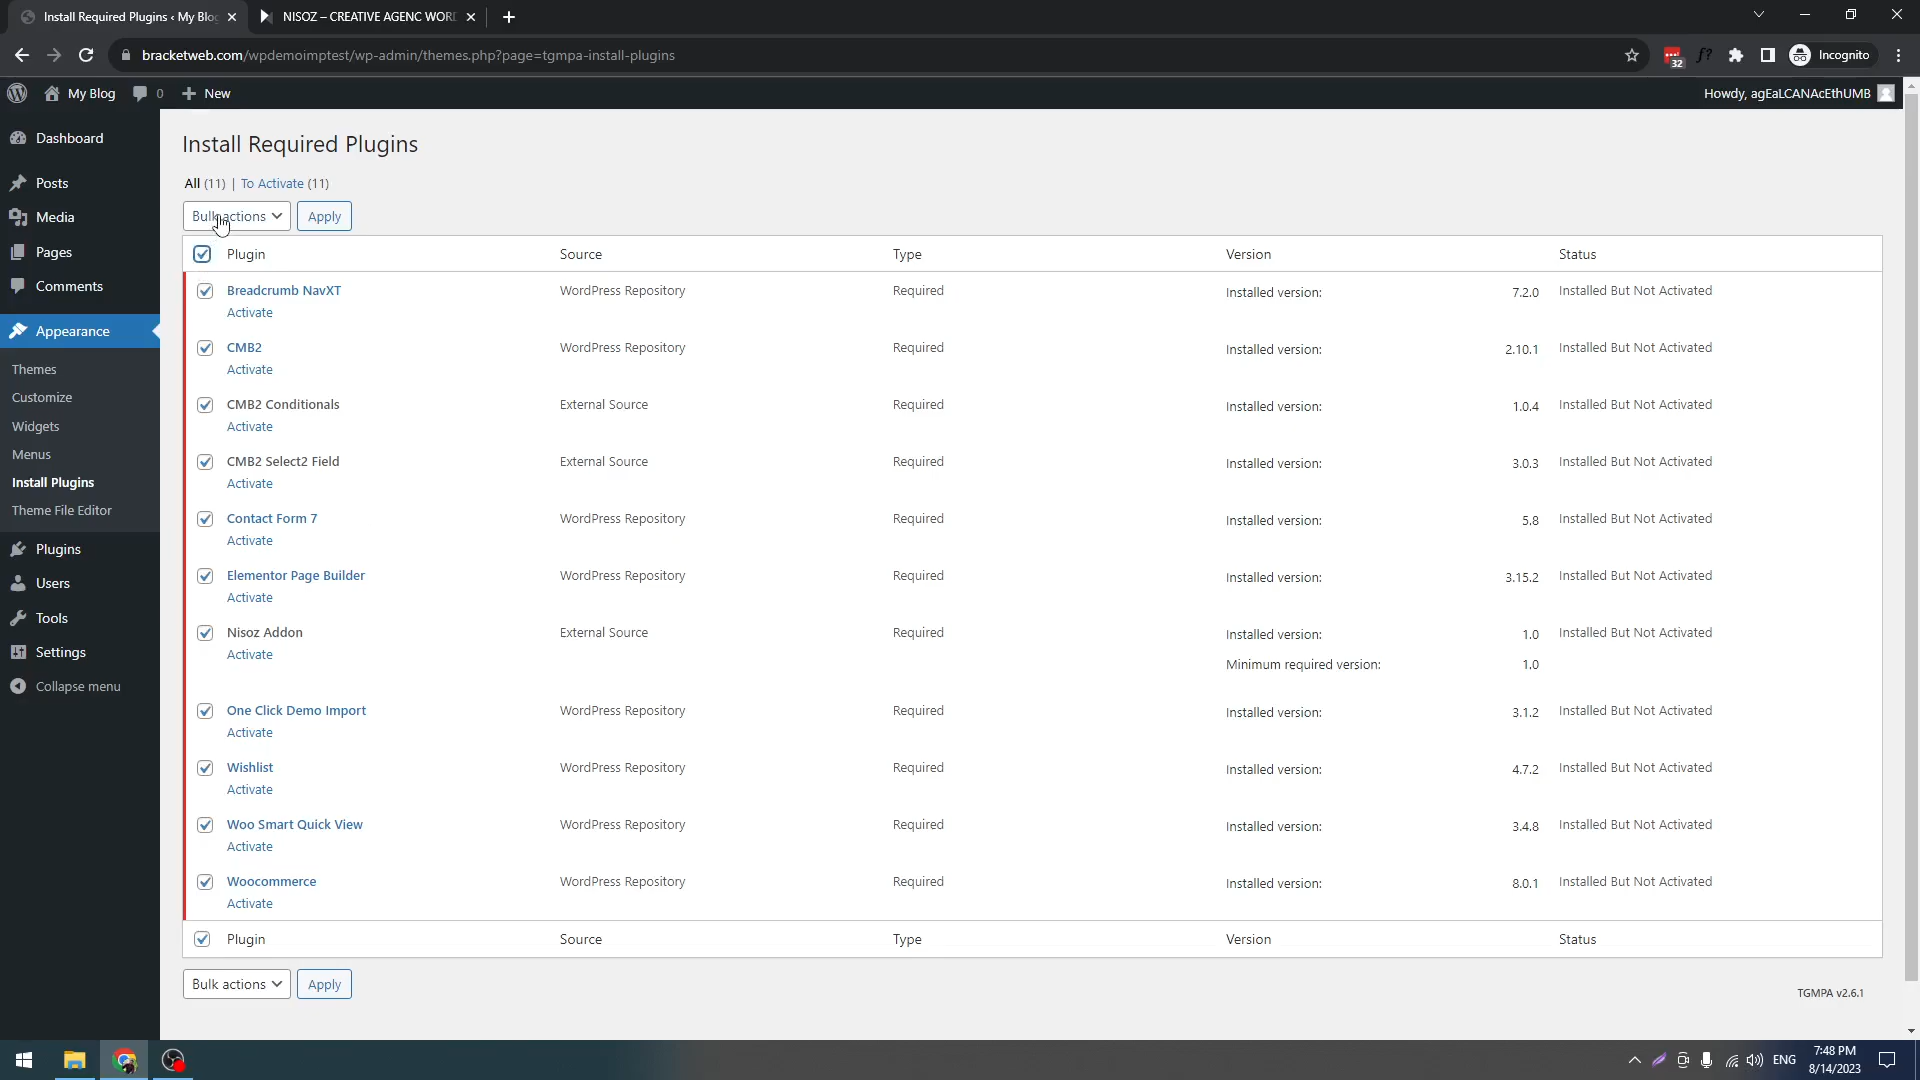 Install Required Plugins ‹ My Blo
NISOZ – CREATIVE AGENC WORD
bracketweb.com/wpdemoimptest/wp-admin/themes.php?page=tgmpa-install-plugins
32
f?
Incognito
My Blog
0
New
Howdy, agEaLCANAcEthUMB
Dashboard
Posts
Media
Pages
Comments
Appearance
Themes
Customize
Widgets
Menus
Install Plugins
Theme File Editor
Plugins
Users
Tools
Settings
Collapse menu
Install Required Plugins
All (11) | To Activate (11)
Bulk actions Apply
Plugin Source Type Version Status
Breadcrumb NavXT WordPress Repository Required Installed version: 7.2.0 Installed But Not Activated
Activate
CMB2 WordPress Repository Required Installed version: 2.10.1 Installed But Not Activated
Activate
CMB2 Conditionals External Source Required Installed version: 1.0.4 Installed But Not Activated
Activate
CMB2 Select2 Field External Source Required Installed version: 3.0.3 Installed But Not Activated
Activate
Contact Form 7 WordPress Repository Required Installed version: 5.8 Installed But Not Activated
Activate
Elementor Page Builder WordPress Repository Required Installed version: 3.15.2 Installed But Not Activated
Activate
Nisoz Addon External Source Required Installed version: 1.0 Installed But Not Activated
Activate Minimum required version: 1.0
One Click Demo Import WordPress Repository Required Installed version: 3.1.2 Installed But Not Activated
Activate
Wishlist WordPress Repository Required Installed version: 4.7.2 Installed But Not Activated
Activate
Woo Smart Quick View WordPress Repository Required Installed version: 3.4.8 Installed But Not Activated
Activate
Woocommerce WordPress Repository Required Installed version: 8.0.1 Installed But Not Activated
Activate
Plugin Source Type Version Status
Bulk actions Apply
TGMPA v2.6.1
ENG
7:48 PM
8/14/2023